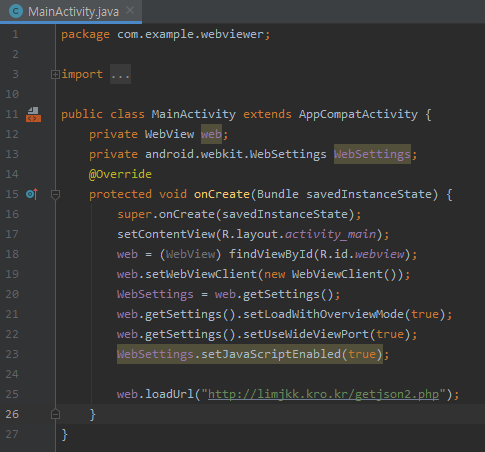 MainActivity.java
1 package com.example.webviewer;
2
3 import ...
10
11 public class MainActivity extends AppCompatActivity {
12 private WebView web;
13 private android.webkit.WebSettings WebSettings;
14 @Override
15 protected void onCreate(Bundle savedInstanceState) {
16 super.onCreate(savedInstanceState);
17 setContentView(R.layout.activity_main);
18 web = (WebView) findViewById(R.id.webview);
19 web.setWebViewClient(new WebViewClient());
20 WebSettings = web.getSettings();
21 web.getSettings().setLoadWithOverviewMode(true);
22 web.getSettings().setUseWideViewPort(true);
23 WebSettings.setJavaScriptEnabled(true);
24
25 web.loadUrl("http://limjkk.kro.kr/getjson2.php");
26 }
27 }